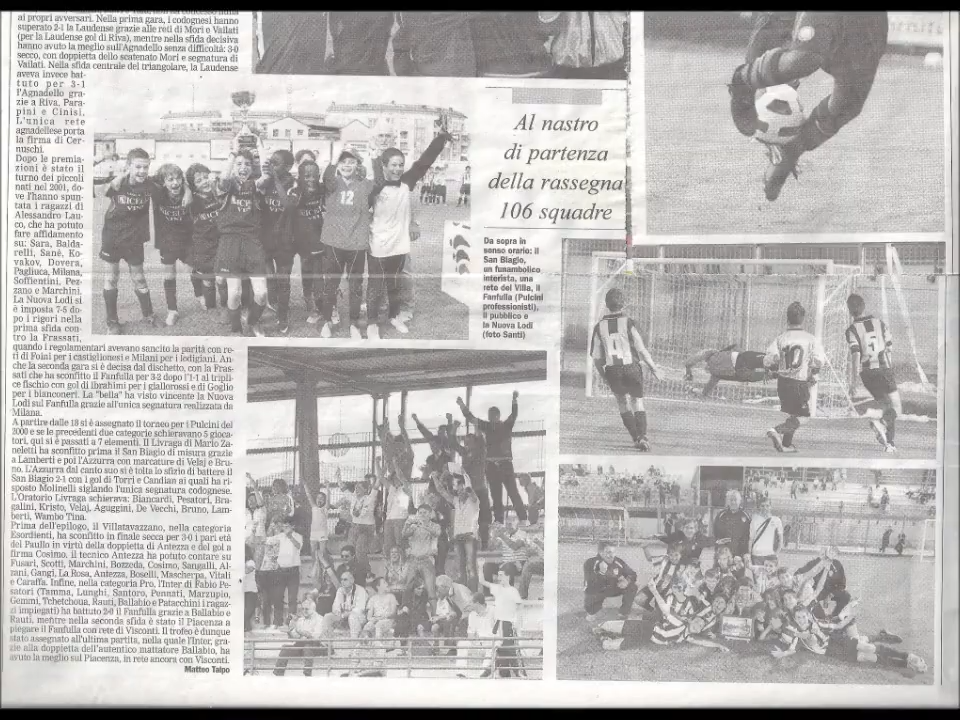 ai propri avversari. Nella prima gara, i codognesi hanno
superato 2-1 la Laudense grazie alle reti di Mori e Vailati
(per la Laudense gol di Riva), mentre nella sfida decisiva
hanno avuto la meglio sull'Agnadello senza difficoltà: 3-0
secco, con doppietta dello scatenato Mori e segnatura di
Vailati. Nella sfida centrale del triangolare, la Laudense
aveva invece bat-
tuto per 3-1
l'Agnadello gra-
zie a Riva, Para-
pini e Cinisi.
L'unica rete
agnadellese porta
la firma di Cer-
nuschi.
Dopo le premia-
zioni è stato il
turno dei piccoli
nati nel 2001, do-
ve l'hanno spun-
tata i ragazzi di
Alessandro Lau-
co, che ha potuto
fare affidamento
su: Sara, Balda-
relli, Sanè, Ko-
vakov, Dovera,
Pagliuca, Milana,
Soffientini, Pez-
zano e Marchini.
La Nuova Lodi si
è imposta 7-5 do-
po i rigori nella
prima sfida con-
tro la Frassati,
quando i regolamentari avevano sancito la parità con re-
ti di Foini per i castiglionesi e Milani per i lodigiani. An-
che la seconda gara si è decisa dal dischetto, con la Fras-
sati che ha sconfitto il Fanfulla per 3-2 dopo l'1-1 al tripli-
ce fischio con gol di Ibrahimi per i giallorossi e di Goglio
per i bianconeri. La "bella" ha visto vincente la Nuova
Lodi sul Fanfulla grazie all'unica segnatura realizzata da
Milana.
A partire dalle 18 si è assegnato il torneo per i Pulcini del
2000 e se le precedenti due categorie schieravano 5 gioca-
tori, qui si è passati a 7 elementi. Il Livraga di Mario Za-
noletti ha sconfitto prima il San Biagio di misura grazie
a Lamberti e poi l'Azzurra con marcature di Velaj e Bru-
no. L'Azzurra dal canto suo si è tolta lo sfizio di battere il
San Biagio 2-1 con i gol di Torri e Candian ai quali ha ri-
sposto Molinelli siglando l'unica segnatura codognese.
L'Oratorio Livraga schierava: Biancardi, Pesatori, Bra-
galini, Kristo, Velaj, Aguggini, De Vecchi, Bruno, Lam-
berti, Wambo Tina.
Prima dell'epilogo, il Villatavazzano, nella categoria
Esordienti, ha sconfitto in finale secca per 3-0 i pari età
del Paullo in virtù della doppietta di Antezza e del gol a
firma Cosimo, il tecnico Antezza ha potuto contare su
Fusari, Scotti, Marchini, Bozzeda, Cosimo, Sangalli, Al-
rani, Gangi, La Rosa, Antezza, Boselli, Mascherpa, Vitali
e Caraffa. Infine, nella categoria Pro, l'Inter di Fabio Pe-
satori (Tamma, Lunghi, Santoro, Pennati, Marzupio,
Gemmi, Tchetchoua, Rauti, Ballabio e Patacchini i ragaz-
zi impiegati) ha battuto 2-0 il Fanfulla grazie a Ballabio e
Rauti, mentre nella seconda sfida è stato il Piacenza a
piegare il Fanfulla con rete di Visconti. Il trofeo è dunque
stato assegnato all'ultima partita, nella quale l'Inter, gra-
zie alla doppietta dell'autentico mattatore Ballabio, ha
avuto la meglio sul Piacenza, in rete ancora con Visconti.
Matteo Talpo
Al nastro
di partenza
della rassegna
106 squadre
Da sopra in
senso orario: il
San Biagio,
un funambolico
interista, una
rete del Villa, il
Fanfulla (Pulcini
professionisti),
il pubblico e
la Nuova Lodi
(foto Santi)
12
4
10
5